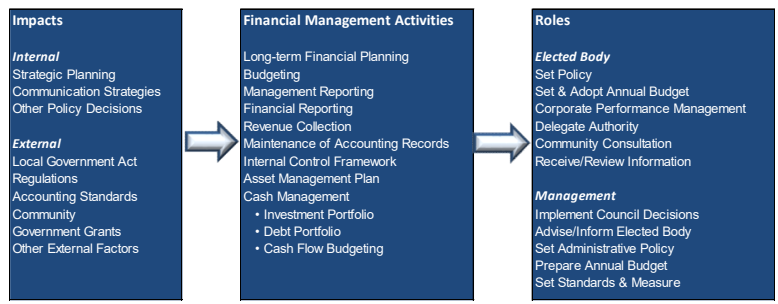 Impacts
Internal
Strategic Planning
Communication Strategies
Other Policy Decisions
External
Local Government Act
Regulations
Accounting Standards
Community
Government Grants
Other External Factors
Financial Management Activities
Long-term Financial Planning
Budgeting
Management Reporting
Financial Reporting
Revenue Collection
Maintenance of Accounting Records
Internal Control Framework
Asset Management Plan
Cash Management
• Investment Portfolio
• Debt Portfolio
• Cash Flow Budgeting
Roles
Elected Body
Set Policy
Set & Adopt Annual Budget
Corporate Performance Management
Delegate Authority
Community Consultation
Receive/Review Information
Management
Implement Council Decisions
Advise/Inform Elected Body
Set Administrative Policy
Prepare Annual Budget
Set Standards & Measure